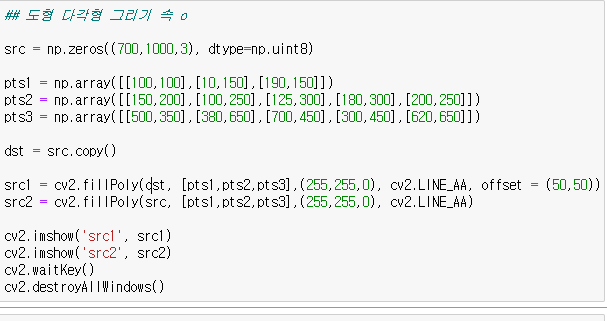 ## 도형 다각형 그리기 속 o
src = np.zeros((700,1000,3), dtype=np.uint8)
pts1 = np.array([[100,100],[10,150],[190,150]])
pts2 = np.array([[150,200],[100,250],[125,300],[180,300],[200,250]])
pts3 = np.array([[500,350],[380,650],[700,450],[300,450],[620,650]])
dst = src.copy()
src1 = cv2.fillPoly(dst, [pts1,pts2,pts3],(255,255,0), cv2.LINE_AA, offset = (50,50))
src2 = cv2.fillPoly(src, [pts1,pts2,pts3],(255,255,0), cv2.LINE_AA)
cv2.imshow('src1', src1)
cv2.imshow('src2', src2)
cv2.waitKey()
cv2.destroyAllWindows()